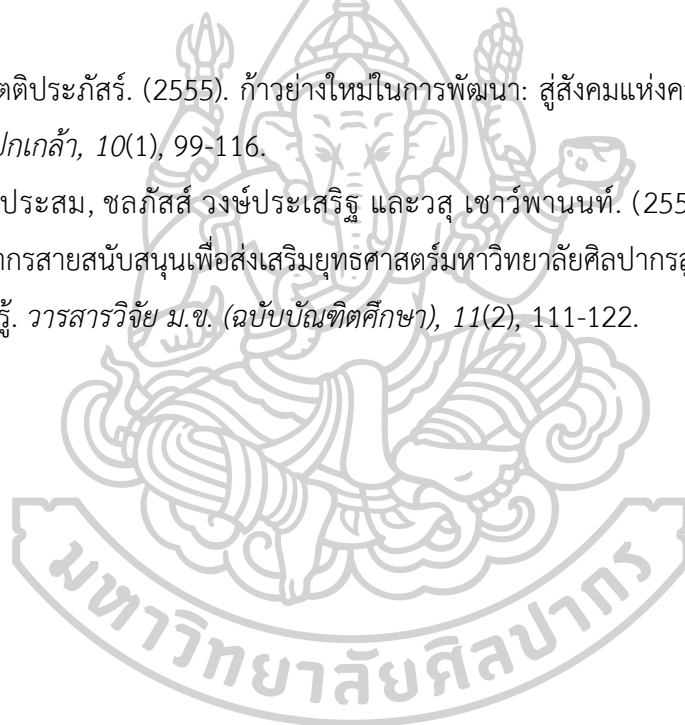 ตติประภัสร์. (2555). ก้าวย่างใหม่ในการพัฒนา: สู่สังคมแห่งคว
ปกเกล้า, 10(1), 99-116.
ประสม, ชลภัสส์ วงษ์ประเสริฐ และวสุ เชาว์พานนท์. (255
ากรสายสนับสนุนเพื่อส่งเสริมยุทธศาสตร์มหาวิทยาลัยศิลปากรสู
รู้. วารสารวิจัย ม.ข. (ฉบับบัณฑิตศึกษา), 11(2), 111-122.
มหาวิทยาลัยศิลปากร